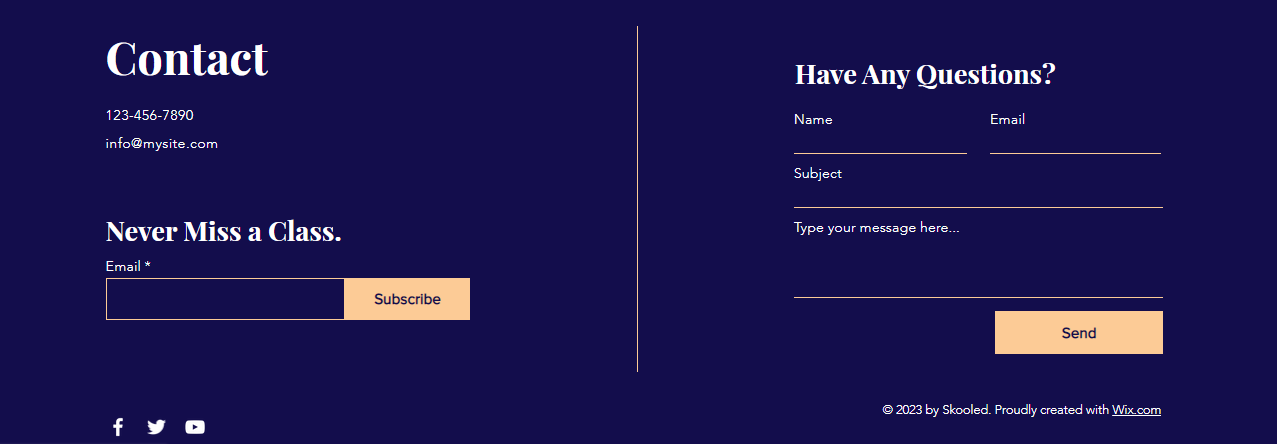 Contact
123-456-7890
info@mysite.com
Never Miss a Class.
Email *
Subscribe
Have Any Questions?
Name Email
Subject
Type your message here...
Send
© 2023 by Skooled. Proudly created with Wix.com